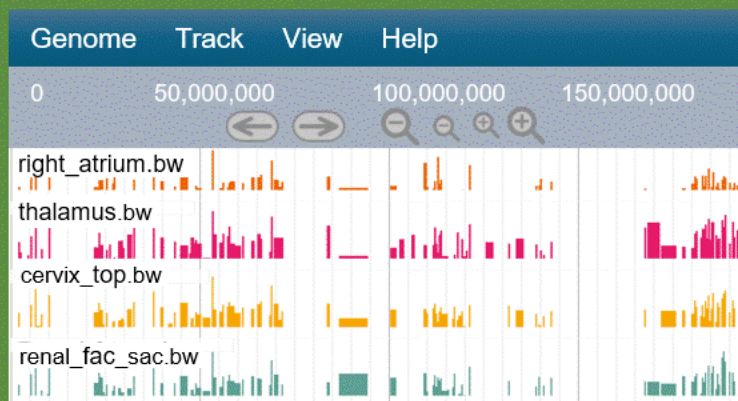 Genome Track View Help
0 50,000,000 100,000,000 150,000,000
right_atrium.bw
thalamus.bw
cervix_top.bw
renal_fac_sac.bw